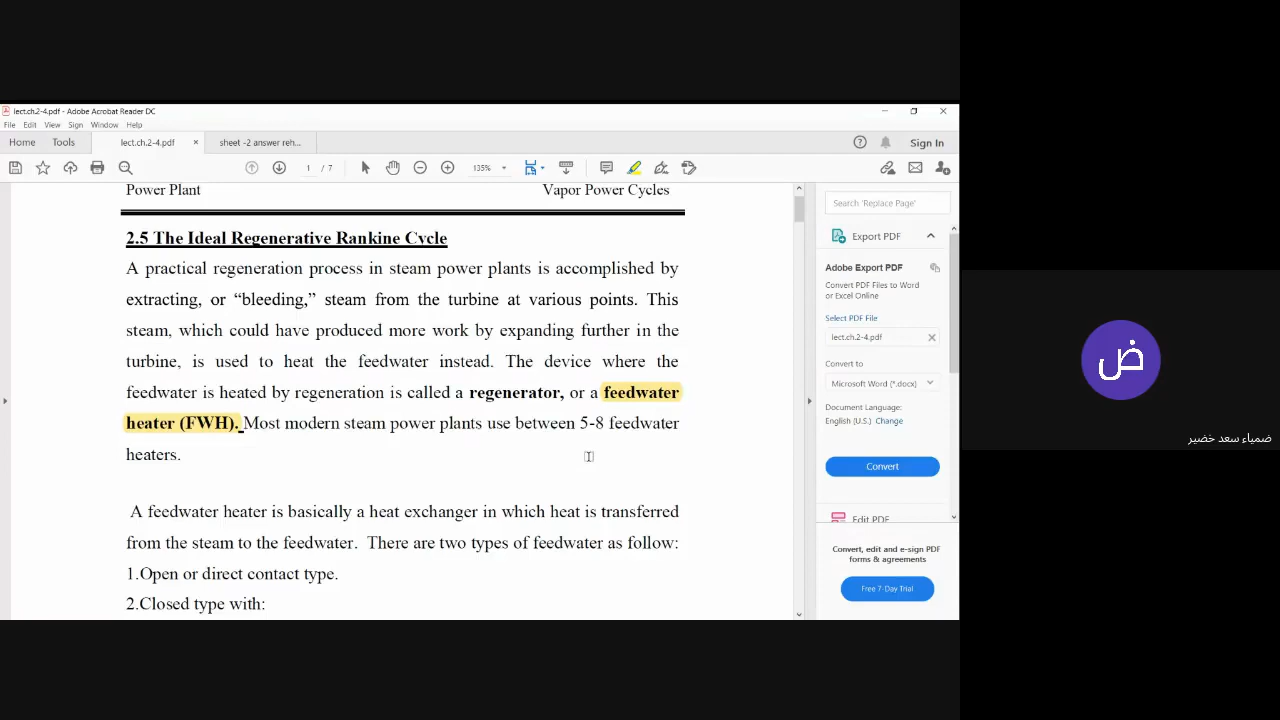 lect.ch.2-4.pdf - Adobe Acrobat Reader DC
File Edit View Sign Window Help
Home Tools lect.ch.2-4.pdf × sheet -2 answer reh... Sign In
1 / 7 135%
Power Plant Vapor Power Cycles
2.5 The Ideal Regenerative Rankine Cycle
A practical regeneration process in steam power plants is accomplished by
extracting, or “bleeding,” steam from the turbine at various points. This
steam, which could have produced more work by expanding further in the
turbine, is used to heat the feedwater instead. The device where the
feedwater is heated by regeneration is called a regenerator, or a feedwater
heater (FWH). Most modern steam power plants use between 5-8 feedwater
heaters.
A feedwater heater is basically a heat exchanger in which heat is transferred
from the steam to the feedwater. There are two types of feedwater as follow:
1.Open or direct contact type.
2.Closed type with:
Search 'Replace Page'
Export PDF
Adobe Export PDF
Convert PDF Files to Word
or Excel Online
Select PDF File
lect.ch.2-4.pdf
Convert to
Microsoft Word (*.docx)
Document Language:
English (U.S.) Change
Convert
Edit PDF
Convert, edit and e-sign PDF
forms & agreements
Free 7-Day Trial
ض
ضمياء سعد خضير